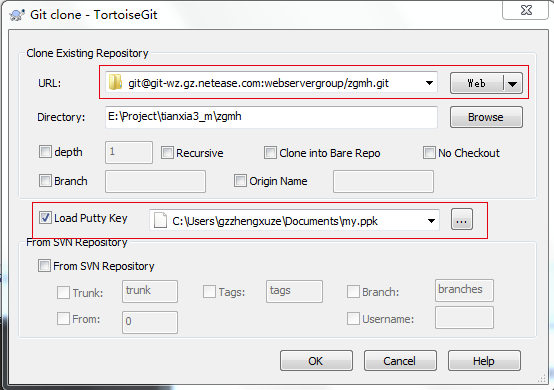 Git clone - TortoiseGit
Clone Existing Repository
URL: git@git-wz.gz.netease.com:webservergroup/zgmh.git Web
Directory: E:\Project\tianxia3_m\zgmh Browse
depth 1 Recursive Clone into Bare Repo No Checkout
Branch Origin Name
Load Putty Key C:\Users\gzzhengxuze\Documents\my.ppk ...
From SVN Repository
From SVN Repository
Trunk: trunk Tags: tags Branch: branches
From: 0 Username:
OK Cancel Help